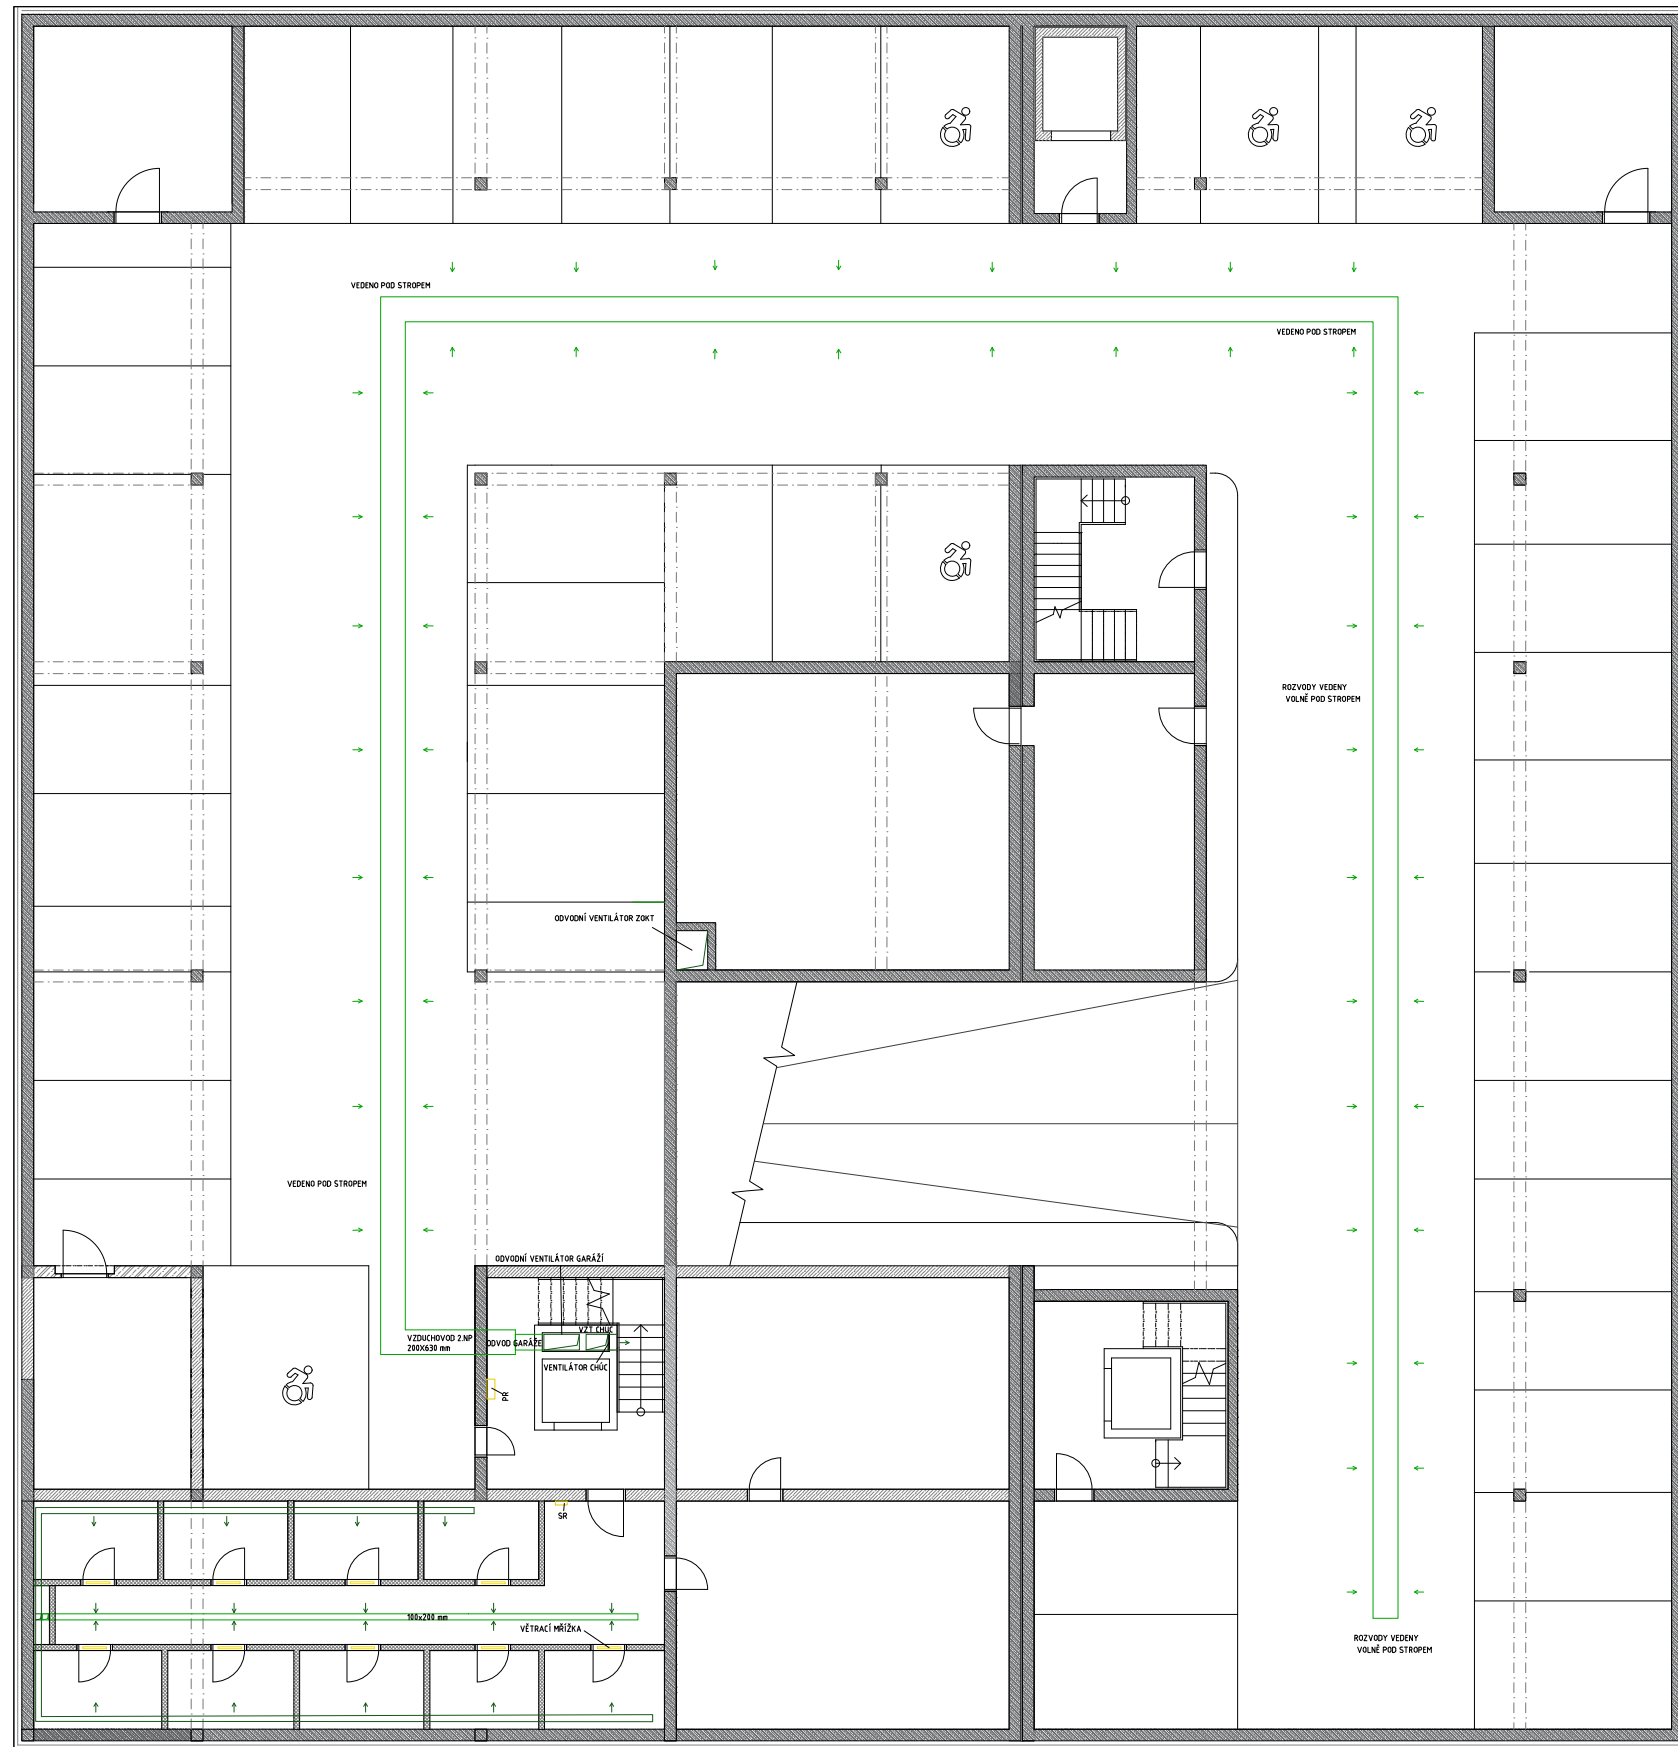 VEDENO POD STROPEM
VEDENO POD STROPEM
ROZVODY VEDENY
VOLNĚ POD STROPEM
ODVODNÍ VENTILÁTOR ZOKT
VEDENO POD STROPEM
ODVODNÍ VENTILÁTOR GARÁŽÍ
VZT CHÚC
VZDUCHOVOD 2.NP
200X630 mm
ODVOD GARÁŽE
VENTILÁTOR CHÚC
PR
SR
100x200 mm
VĚTRACÍ MŘÍŽKA
ROZVODY VEDENY
VOLNĚ POD STROPEM